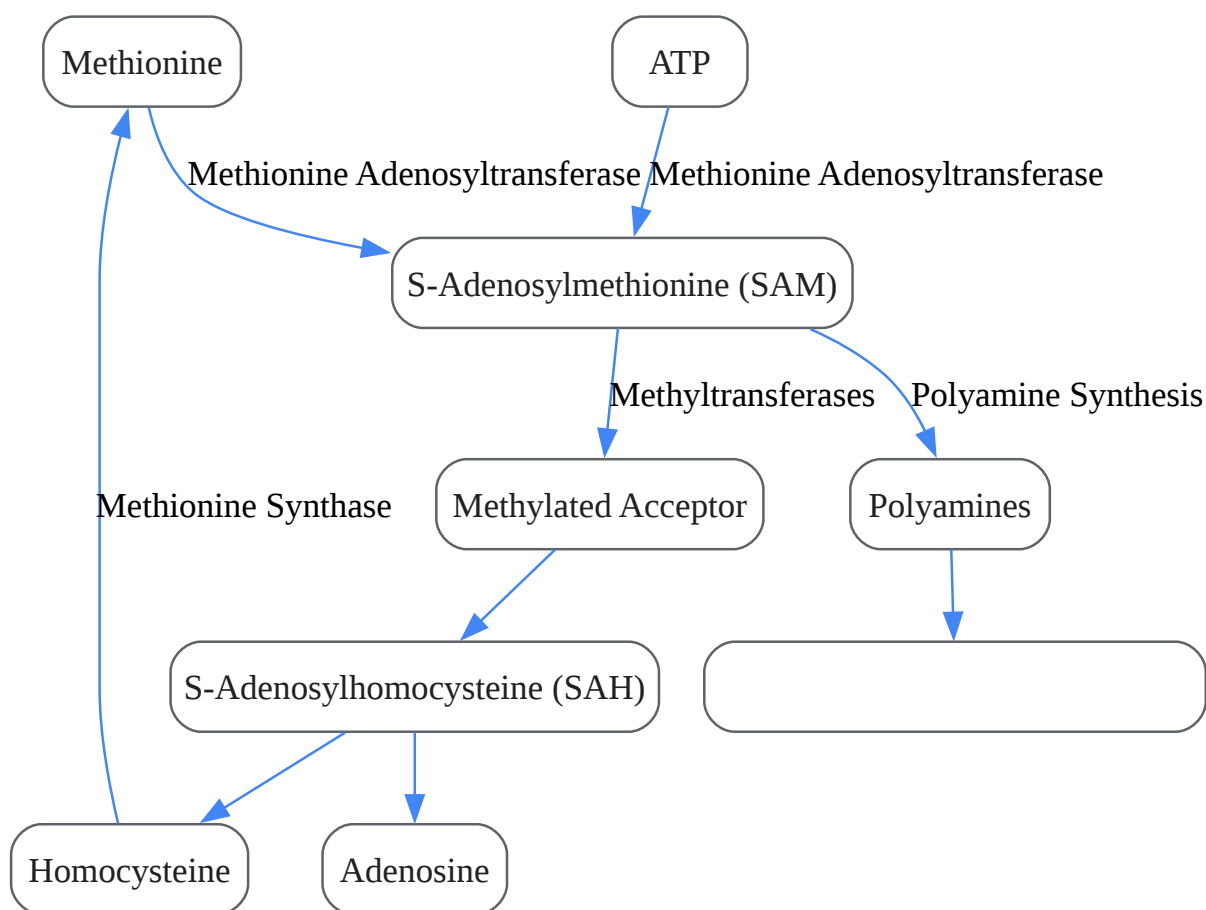 Methionine
ATP
Methionine Adenosyltransferase
Methionine Adenosyltransferase
S-Adenosylmethionine (SAM)
Methyltransferases
Polyamine Synthesis
Methionine Synthase
Methylated Acceptor
Polyamines
S-Adenosylhomocysteine (SAH)
Homocysteine
Adenosine